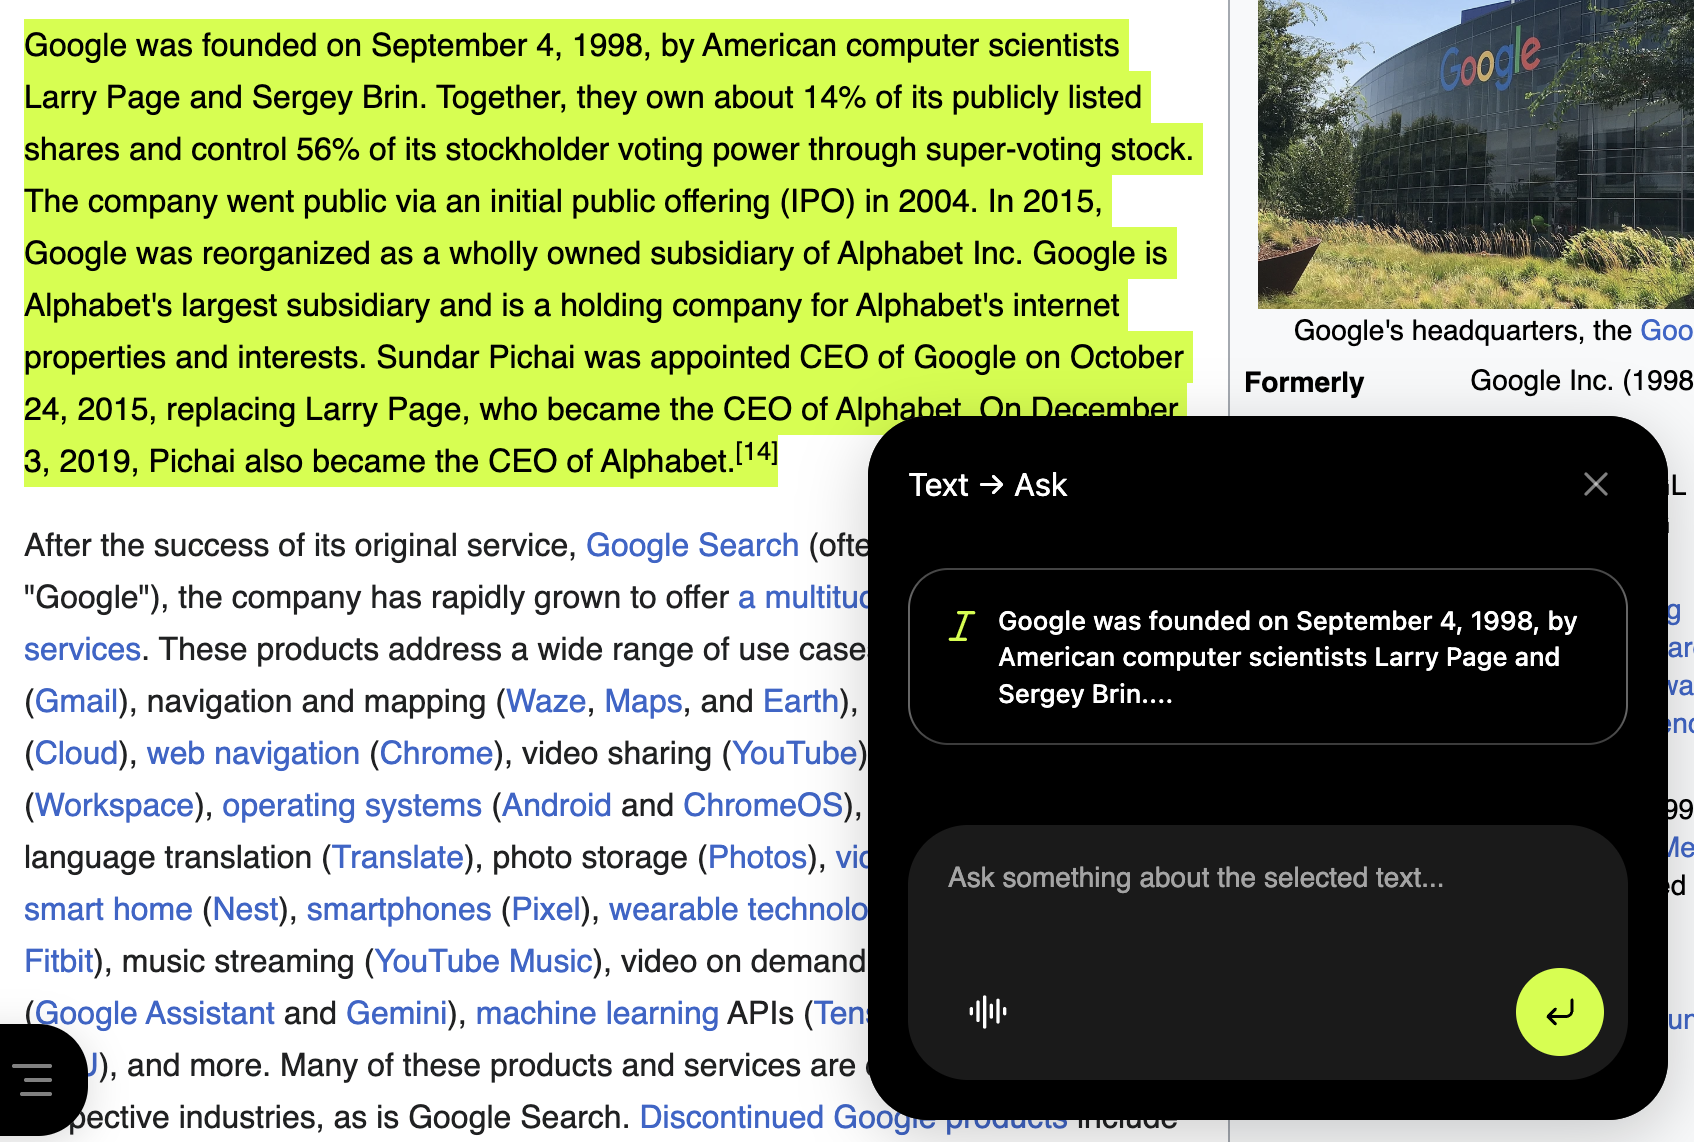 Google was founded on September 4, 1998, by American computer scientists
Larry Page and Sergey Brin. Together, they own about 14% of its publicly listed
shares and control 56% of its stockholder voting power through super-voting stock.
The company went public via an initial public offering (IPO) in 2004. In 2015,
Google was reorganized as a wholly owned subsidiary of Alphabet Inc. Google is
Alphabet's largest subsidiary and is a holding company for Alphabet's internet
properties and interests. Sundar Pichai was appointed CEO of Google on October
24, 2015, replacing Larry Page, who became the CEO of Alphabet. On December
3, 2019, Pichai also became the CEO of Alphabet.[14]
After the success of its original service, Google Search
"Google"), the company has rapidly grown to offer a
services. These products address a wide range of use
(Gmail), navigation and mapping (Waze, Maps, and Earth),
(Cloud), web navigation (Chrome), video sharing (YouTube)
(Workspace), operating systems (Android and ChromeOS),
language translation (Translate), photo storage (Photos),
smart home (Nest), smartphones (Pixel), wearable
Fitbit), music streaming (YouTube Music), video on demand
(Google Assistant and Gemini), machine learning APIs
), and more. Many of these products and services are
industries, as is Google Search. Discontinued Google products include
Google
Google's headquarters, the
Formerly Google Inc. (1998
Text → Ask
Google was founded on September 4, 1998, by
American computer scientists Larry Page and
Sergey Brin....
Ask something about the selected text...